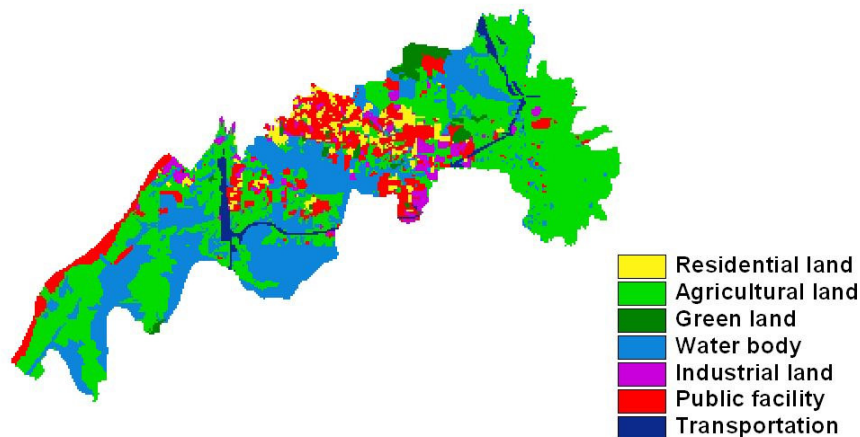 Residential land
Agricultural land
Green land
Water body
Industrial land
Public facility
Transportation